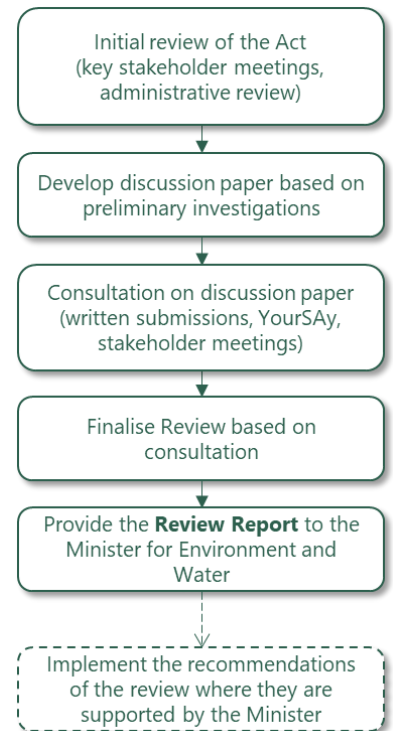 Initial review of the Act
(key stakeholder meetings,
administrative review)
Develop discussion paper based on
preliminary investigations
Consultation on discussion paper
(written submissions, YourSAy,
stakeholder meetings)
Finalise Review based on
consultation
Provide the Review Report to the
Minister for Environment and
Water
Implement the recommendations
of the review where they are
supported by the Minister